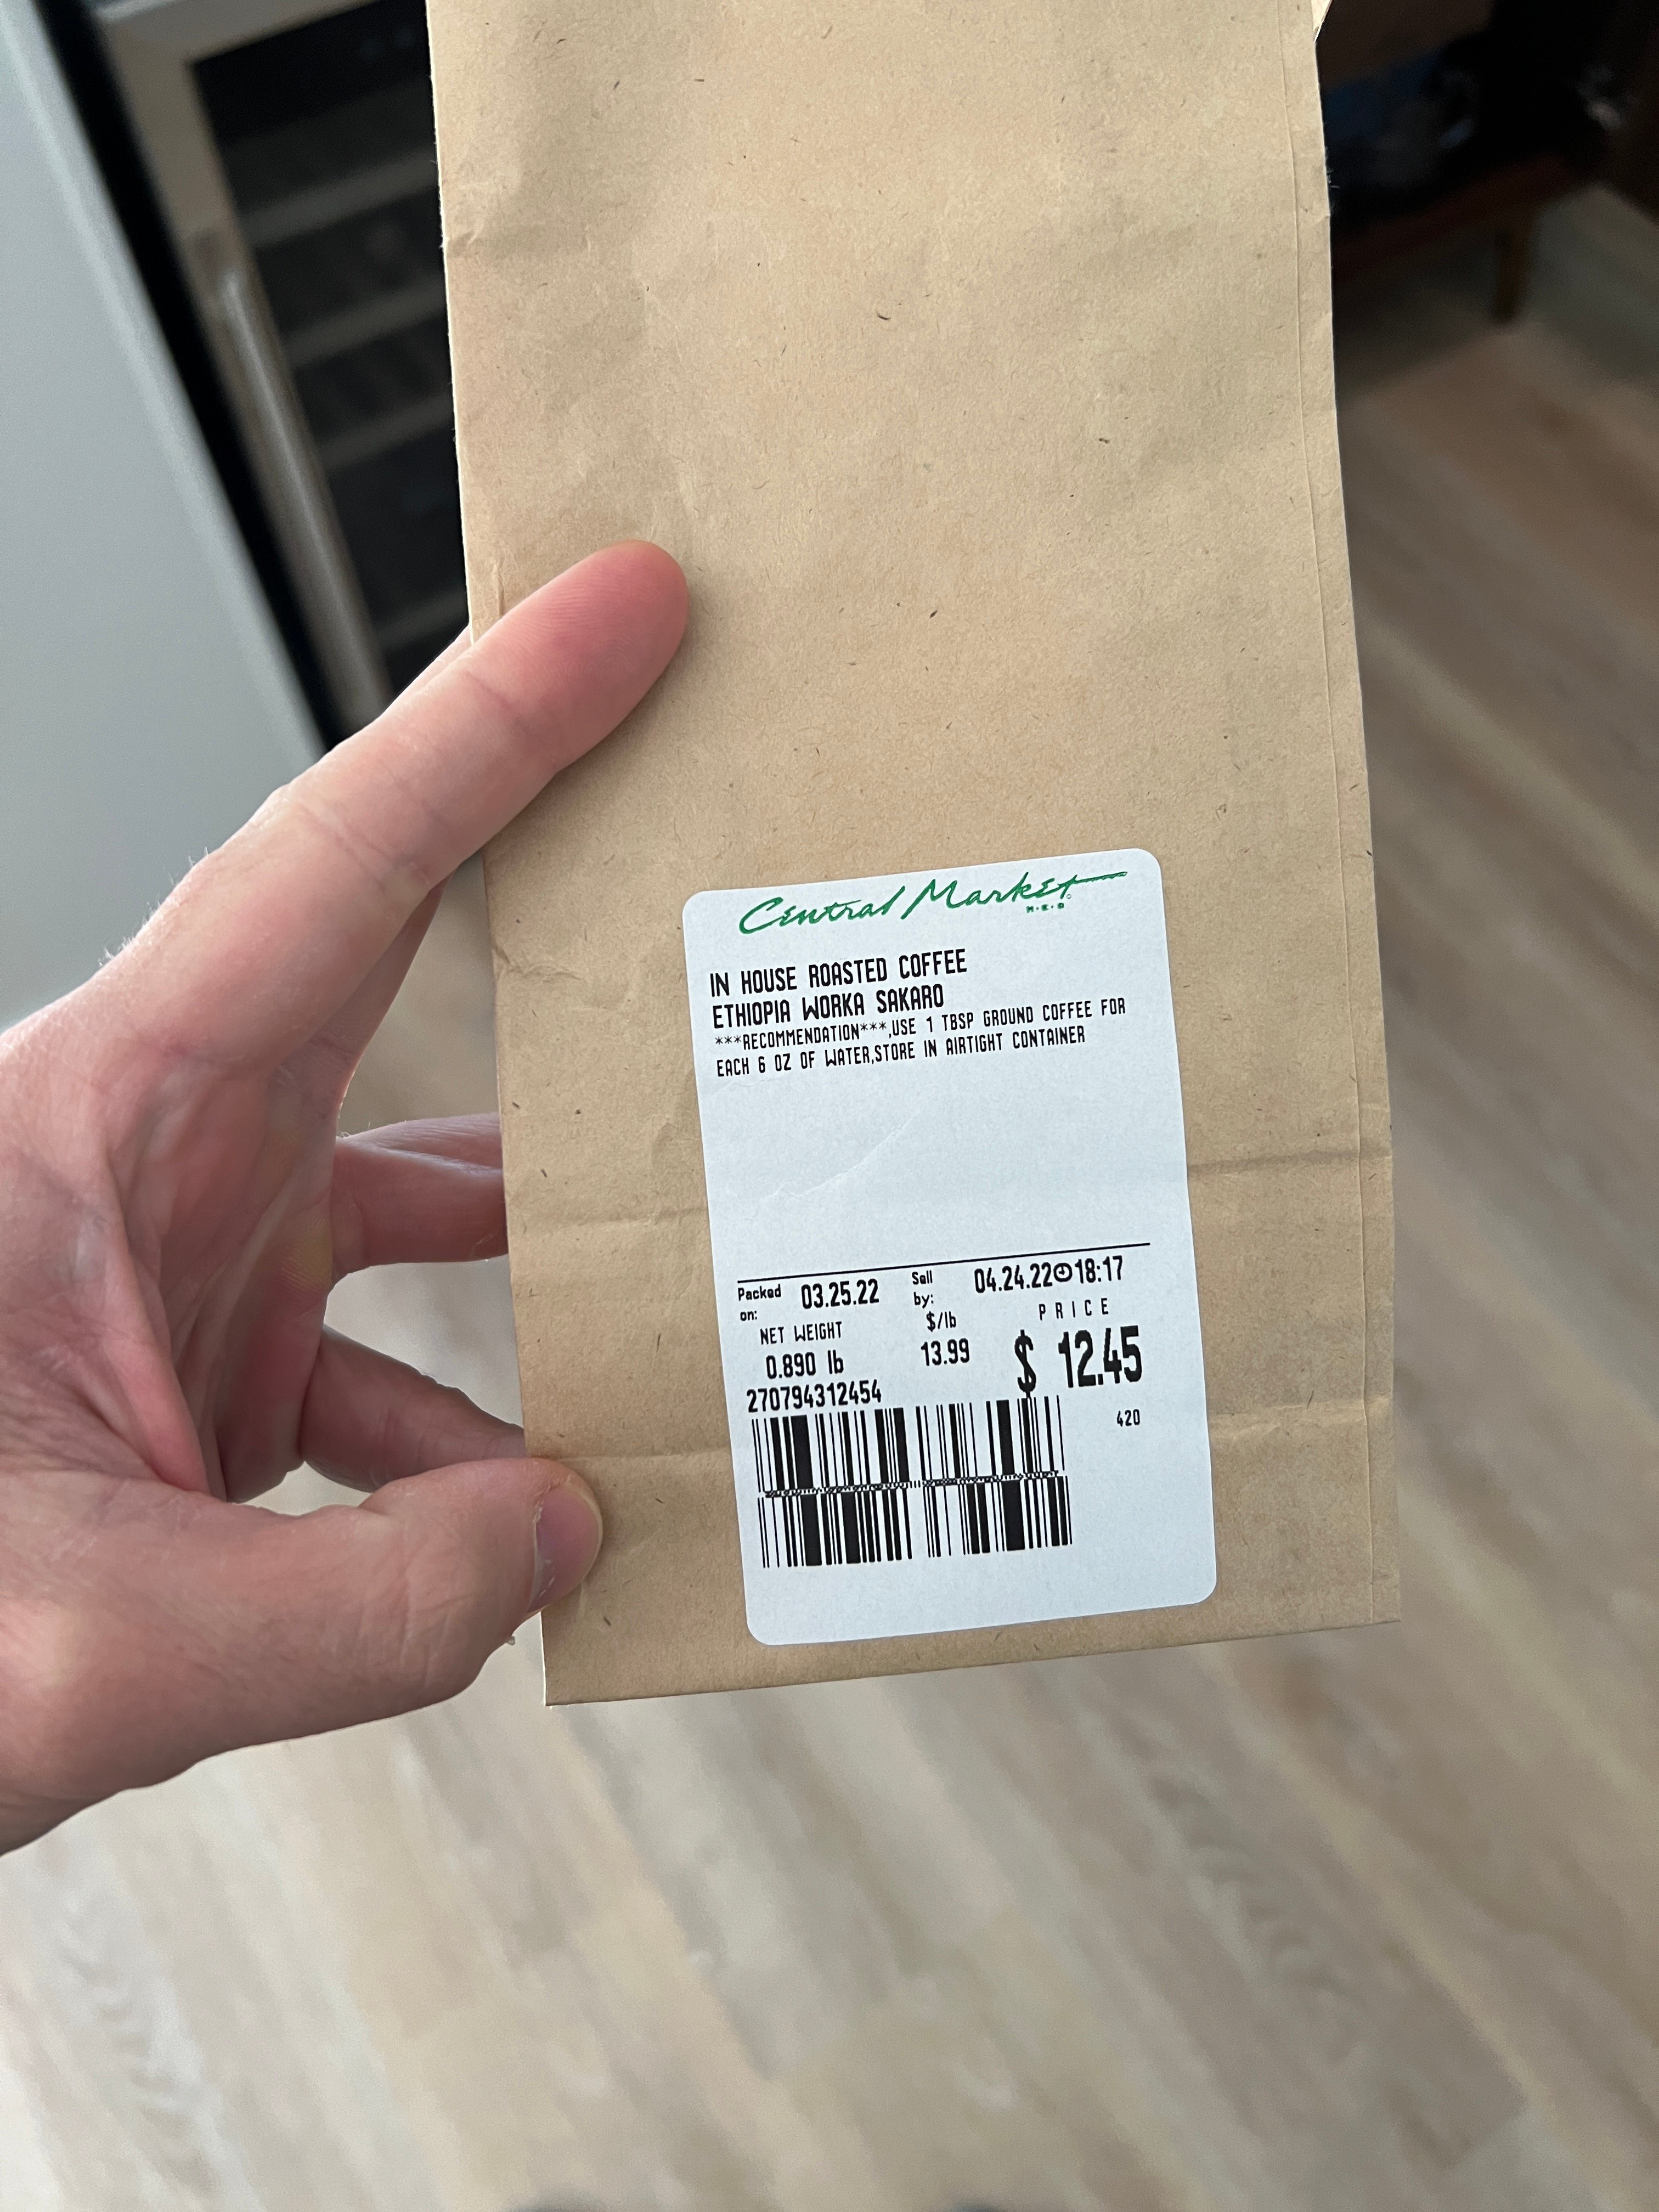 Central Market
H-E-B
IN HOUSE ROASTED COFFEE
ETHIOPIA WORKA SAKARO
***RECOMMENDATION***,USE 1 TBSP GROUND COFFEE FOR
EACH 6 OZ OF WATER,STORE IN AIRTIGHT CONTAINER
Packed on: 03.25.22 Sell by: 04.24.22 18:17
NET WEIGHT $/lb PRICE
0.890 lb 13.99 $ 12.45
270794312454
420